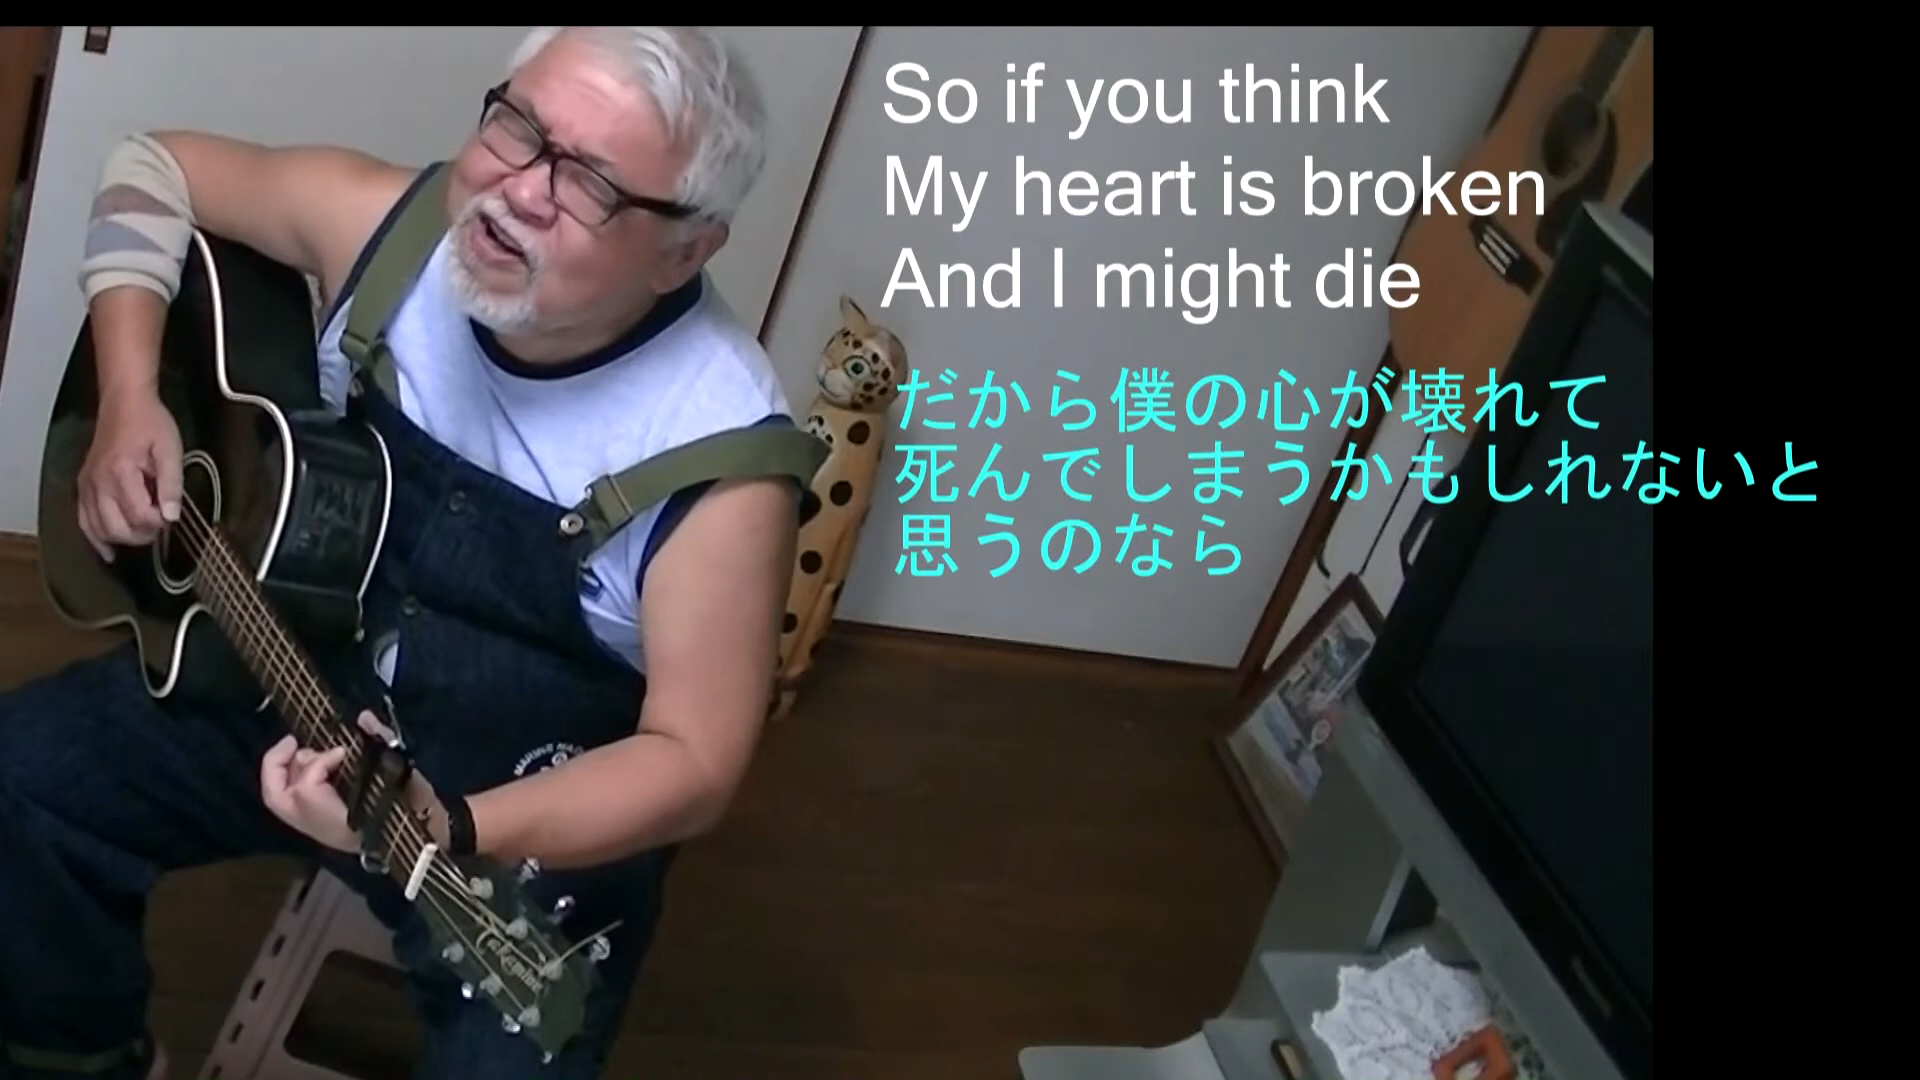 So if you think
My heart is broken
And I might die
だから僕の心が壊れて
死んでしまうかもしれないと
思うのなら
Takamine